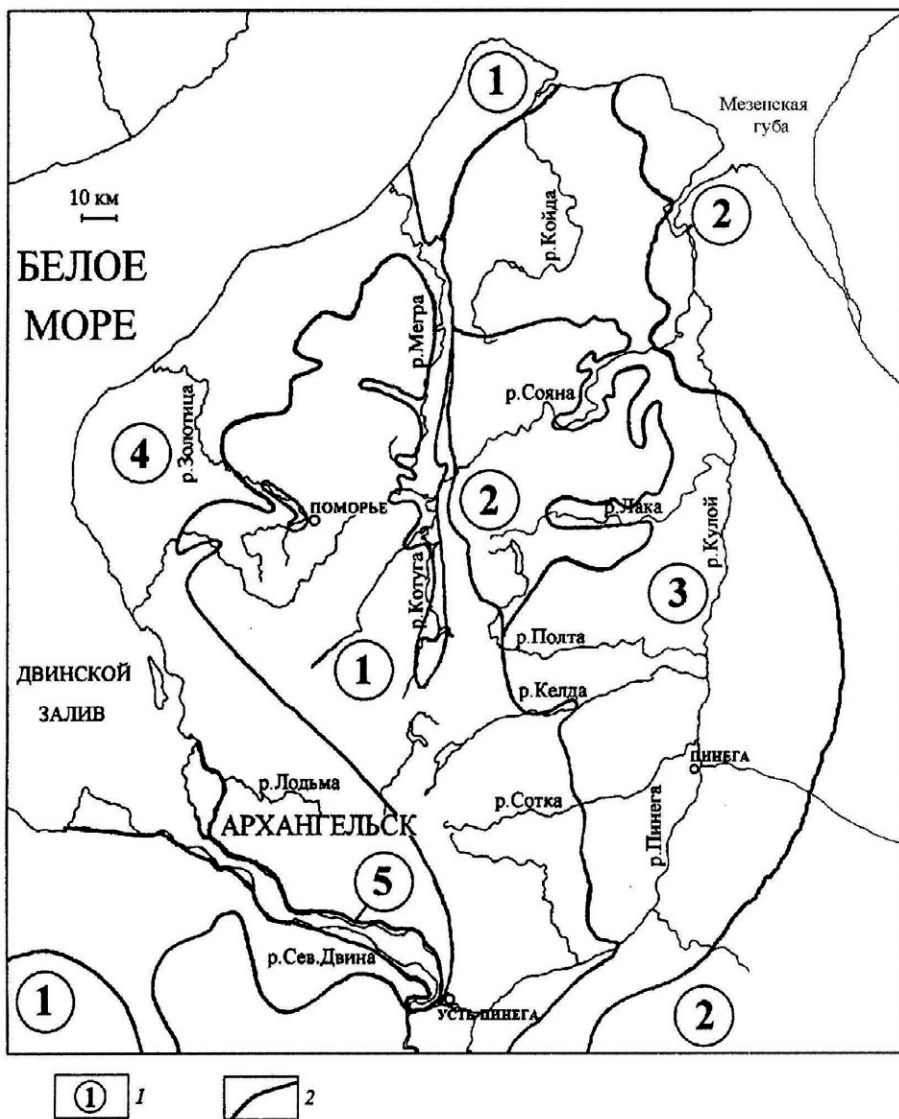 1
Мезенская
губа
10 км
2
р.Койда
БЕЛОЕ
МОРЕ
р.Мегра
р.Сояна
4
р.Золотица
2
ПОМОРЬЕ
р.Лака
р.Кулой
р.Котуга
3
1
р.Полта
ДВИНСКОЙ
ЗАЛИВ
р.Келда
ПИНЕГА
р.Лодьма
р.Сотка
р.Пинега
АРХАНГЕЛЬСК
5
р.Сев.Двина
1
УСТЬ-ПИНЕГА
2
1 1
2